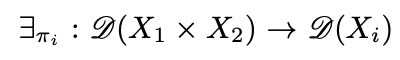 ∃_{π_i} : 𝒟(X_1 × X_2) → 𝒟(X_i)